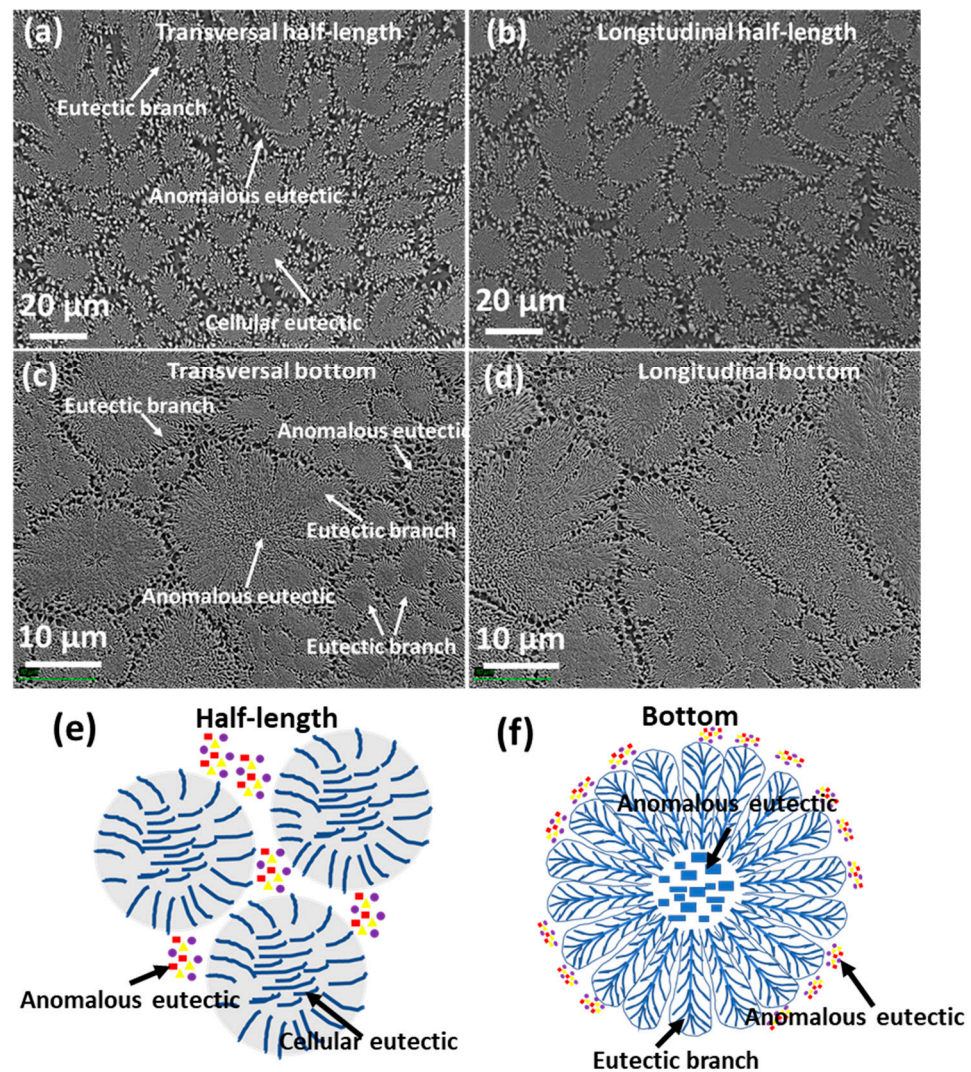 (a) Transversal half-length
Eutectic branch
Anomalous eutectic
Cellular eutectic
20 µm
(b) Longitudinal half-length
20 µm
(c) Transversal bottom
Eutectic branch
Anomalous eutectic
Eutectic branch
Anomalous eutectic
Eutectic branch
10 µm
(d) Longitudinal bottom
10 µm
(e) Half-length
Anomalous eutectic
Cellular eutectic
(f) Bottom
Anomalous eutectic
Anomalous eutectic
Eutectic branch